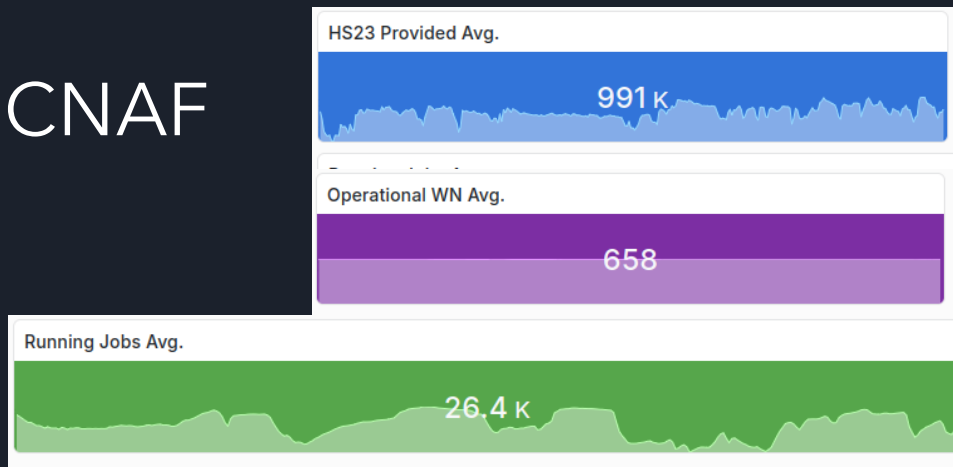 HS23 Provided Avg.
CNAF
991 K
Operational WN Avg.
658
Running Jobs Avg.
26.4 K